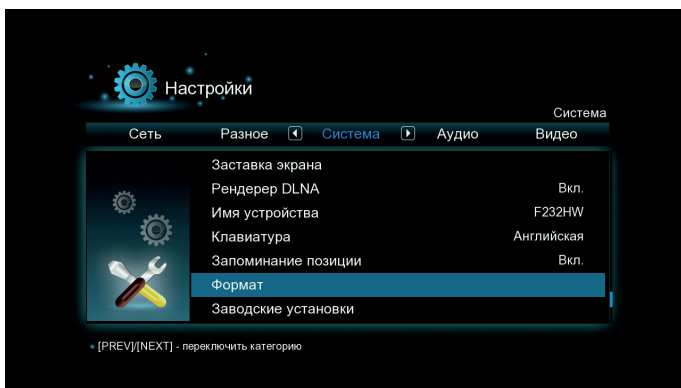 Настройки
Система
Сеть Разное Система Аудио Видео
Заставка экрана
Рендерер DLNA Вкл.
Имя устройства F232HW
Клавиатура Английская
Запоминание позиции Вкл.
Формат
Заводские установки
[PREV]/[NEXT] - переключить категорию